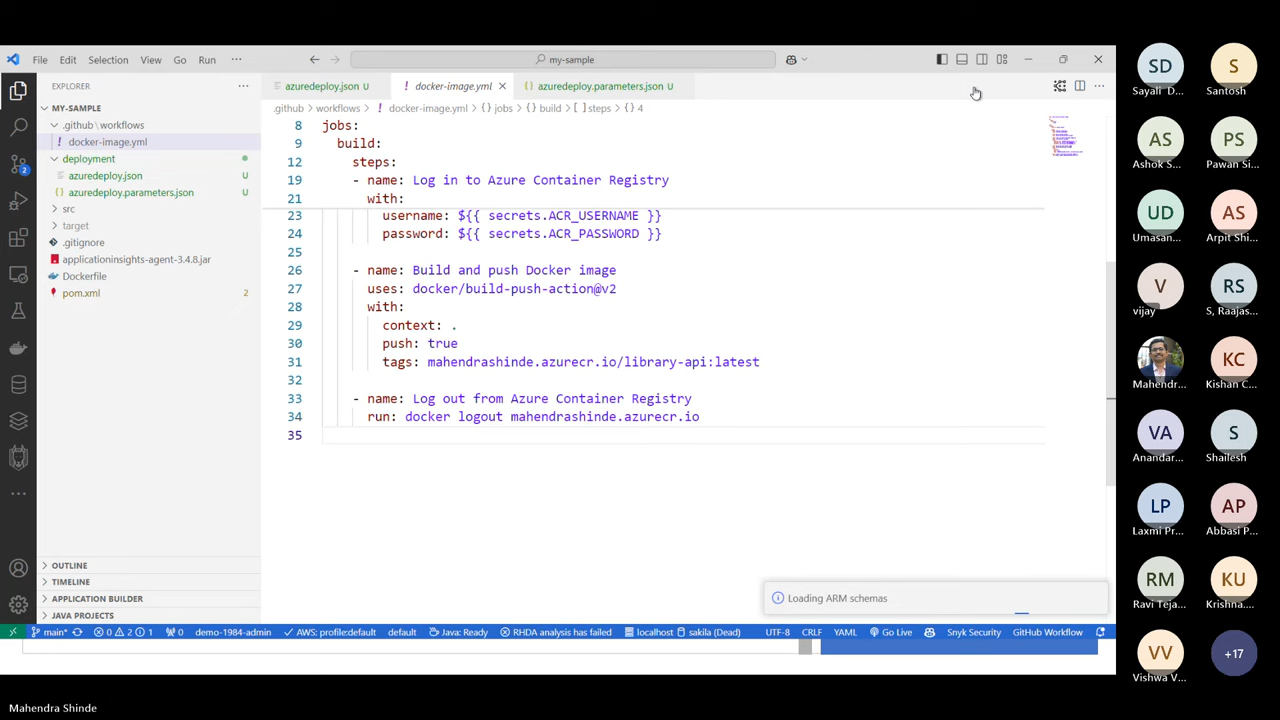 File Edit Selection View Go Run ···
my-sample
EXPLORER ···
azuredeploy.json U
! docker-image.yml
azuredeploy.parameters.json U
···
MY-SAMPLE
.github \ workflows
! docker-image.yml
deployment
azuredeploy.json U
azuredeploy.parameters.json U
src
target
.gitignore
applicationinsights-agent-3.4.8.jar
Dockerfile
pom.xml 2
OUTLINE
TIMELINE
APPLICATION BUILDER
JAVA PROJECTS
.github > workflows > ! docker-image.yml > {} jobs > {} build > [ ] steps > {} 4
8 jobs:
9 build:
12 steps:
19 - name: Log in to Azure Container Registry
21 with:
23 username: ${{ secrets.ACR_USERNAME }}
24 password: ${{ secrets.ACR_PASSWORD }}
25
26 - name: Build and push Docker image
27 uses: docker/build-push-action@v2
28 with:
29 context: .
30 push: true
31 tags: mahendrashinde.azurecr.io/library-api:latest
32
33 - name: Log out from Azure Container Registry
34 run: docker logout mahendrashinde.azurecr.io
35
Loading ARM schemas
2
main* 0 2 1 0 demo-1984-admin AWS: profile:default default Java: Ready RHDA analysis has failed localhost sakila (Dead) UTF-8 CRLF YAML Go Live Snyk Security GitHub Workflow
SD S
Sayali D... Santosh
AS PS
Ashok S... Pawan Si...
UD AS
Umasan... Arpit Shi...
V RS
vijay S, Raajas...
KC
Mahendr... Kishan C...
VA S
Anandar... Shailesh
LP AP
Laxmi Pr... Abbasi P...
RM KU
Ravi Teja... Krishna...
VV +17
Vishwa V...
Mahendra Shinde